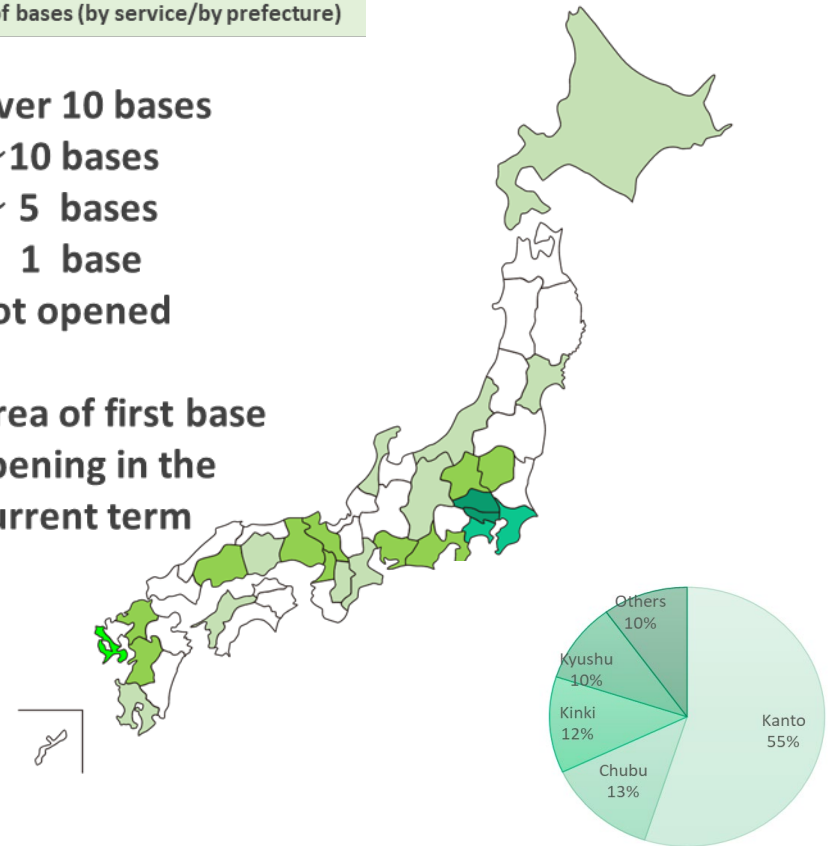 of bases (by service/by prefecture)
ver 10 bases
~10 bases
~ 5 bases
1 base
ot opened
rea of first base
pening in the
urrent term
Others
10%
Kyushu
10%
Kinki
12%
Kanto
55%
Chubu
13%